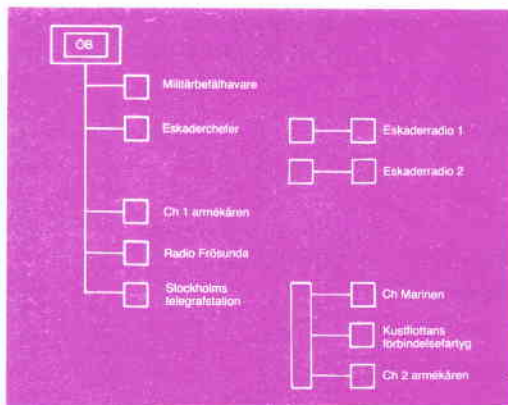 ÖB
Militärbefälhavare
Eskaderchefer
Eskaderradio 1
Eskaderradio 2
Ch 1 armékåren
Radio Frösunda
Stockholms
telegrafstation
Ch Marinen
Kustflottans
förbindelsefartyg
Ch 2 armékåren